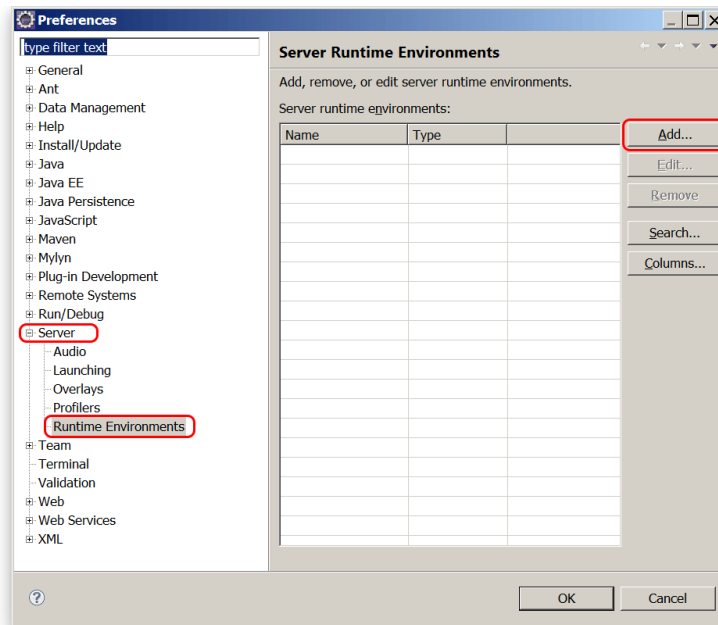 Preferences
type filter text
General
Ant
Data Management
Help
Install/Update
Java
Java EE
Java Persistence
JavaScript
Maven
Mylyn
Plug-in Development
Remote Systems
Run/Debug
Server
Audio
Launching
Overlays
Profilers
Runtime Environments
Team
Terminal
Validation
Web
Web Services
XML
Server Runtime Environments
Add, remove, or edit server runtime environments.
Server runtime environments:
Name Type
Add...
Edit...
Remove
Search...
Columns...
OK Cancel